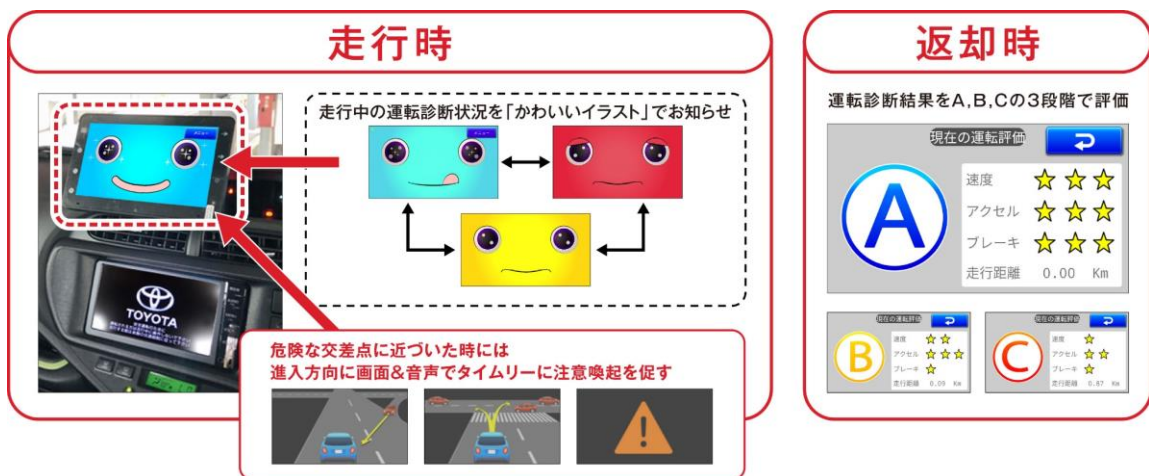 走行時
メニュー
TOYOTA
走行中の運転診断状況を「かわいいイラスト」でお知らせ
メニュー
危険な交差点に近づいた時には
進入方向に画面&音声でタイムリーに注意喚起を促す
返却時
運転診断結果をA,B,Cの3段階で評価
現在の運転評価
A
速度
アクセル
ブレーキ
走行距離 0.00 Km
現在の運転評価
B
速度
アクセル
ブレーキ
走行距離 0.09 Km
現在の運転評価
C
速度
アクセル
ブレーキ
走行距離 0.87 Km